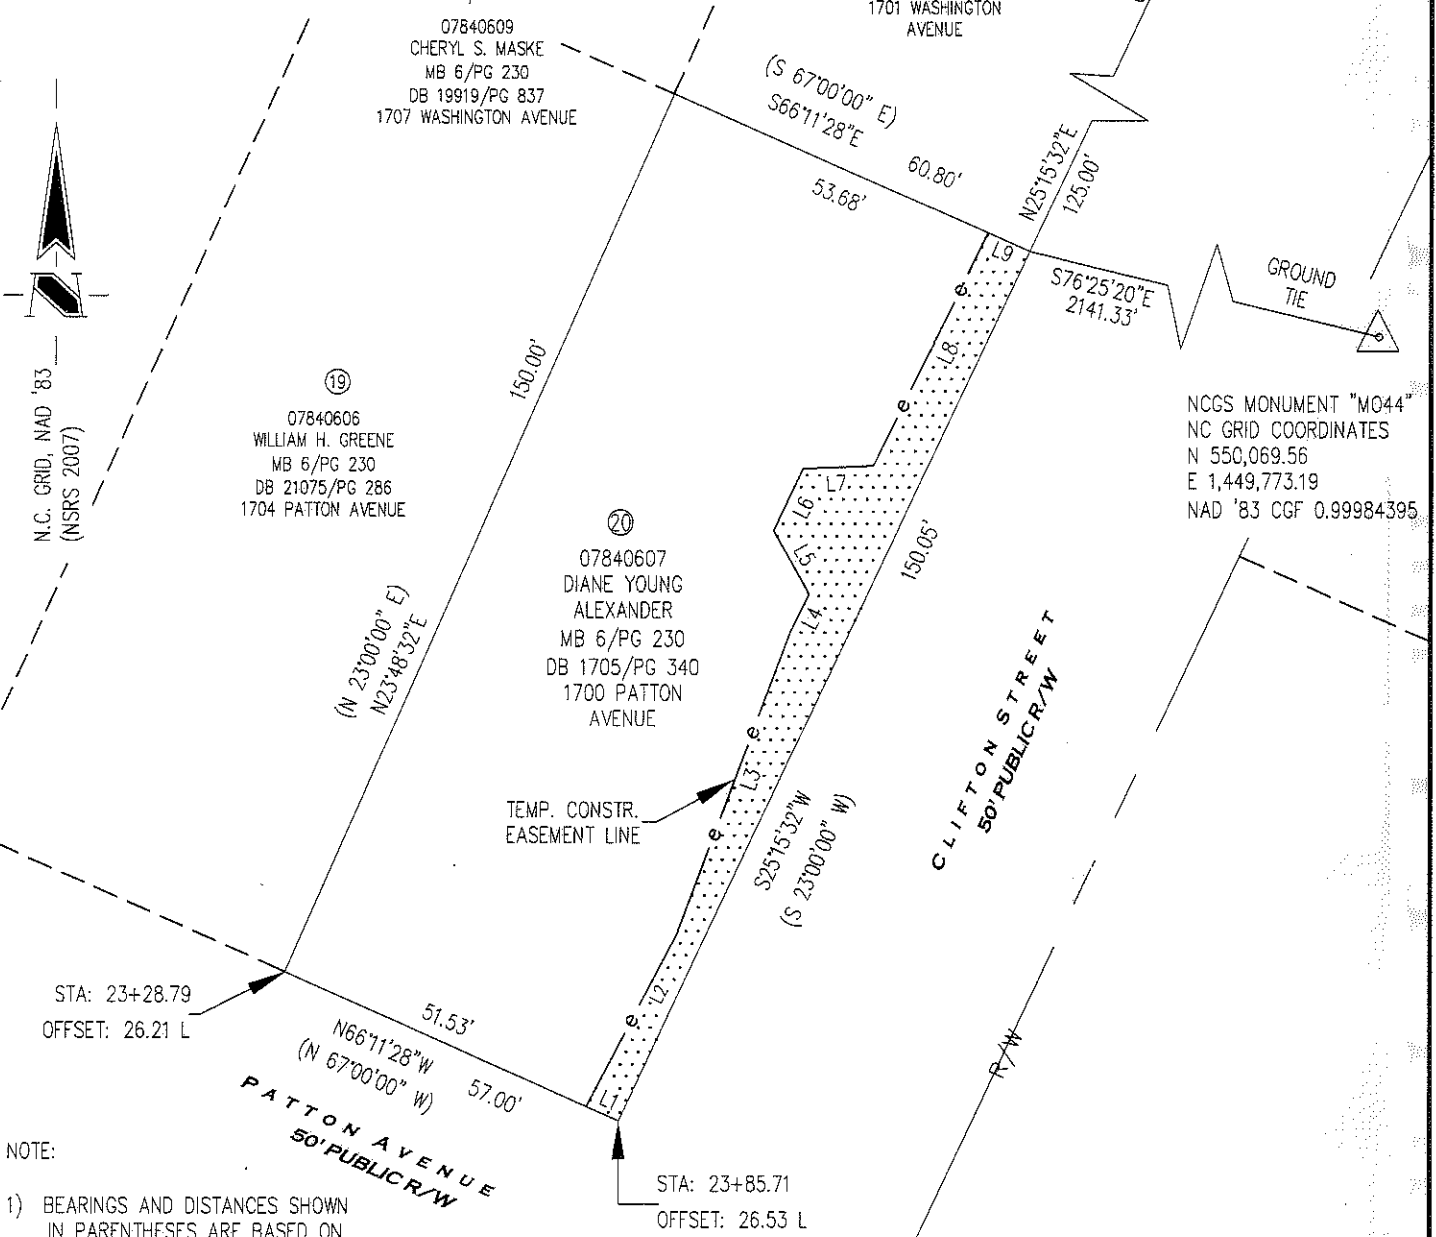 07840609
CHERYL S. MASKE
MB 6/PG 230
DB 19919/PG 837
1707 WASHINGTON AVENUE
1701 WASHINGTON
AVENUE
(S 67°00'00" E)
S66°11'28"E
60.80'
53.68'
N25°15'32"E
125.00'
L9
S76°25'20"E
2141.33'
GROUND
TIE
N
N.C. GRID, NAD '83
(NSRS 2007)
150.00'
e
L8
e
NCGS MONUMENT "MO44"
NC GRID COORDINATES
N 550,069.56
E 1,449,773.19
NAD '83 CGF 0.99984395
19
07840606
WILLIAM H. GREENE
MB 6/PG 230
DB 21075/PG 286
1704 PATTON AVENUE
20
07840607
DIANE YOUNG
ALEXANDER
MB 6/PG 230
DB 1705/PG 340
1700 PATTON
AVENUE
L7
L6
L5
L4
150.05'
(N 23°00'00" E)
N23°48'32"E
CLIFTON STREET
50' PUBLIC R/W
e
L3
TEMP. CONSTR.
EASEMENT LINE
e
S25°15'32"W
(S 23°00'00" W)
L2
e
L1
STA: 23+28.79
OFFSET: 26.21 L
51.53'
N66°11'28"W
(N 67°00'00" W)
57.00'
PATTON AVENUE
50' PUBLIC R/W
R/W
STA: 23+85.71
OFFSET: 26.53 L
NOTE:
1) BEARINGS AND DISTANCES SHOWN
IN PARENTHESES ARE BASED ON